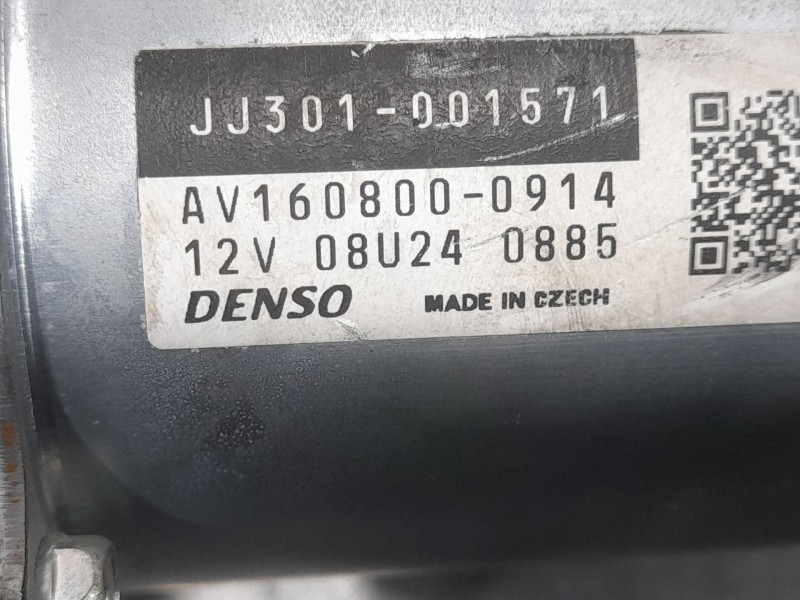 JJ301-001571
AV160800-0914
12V 08U24 0885
DENSO MADE IN CZECH